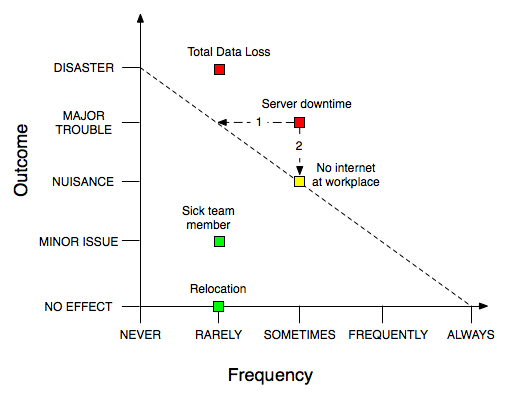 Total Data Loss
DISASTER
Server downtime
MAJOR
TROUBLE
1
2
No internet
at workplace
NUISANCE
Sick team
member
MINOR ISSUE
Relocation
NO EFFECT
NEVER
RARELY
SOMETIMES
FREQUENTLY
ALWAYS
Outcome
Frequency